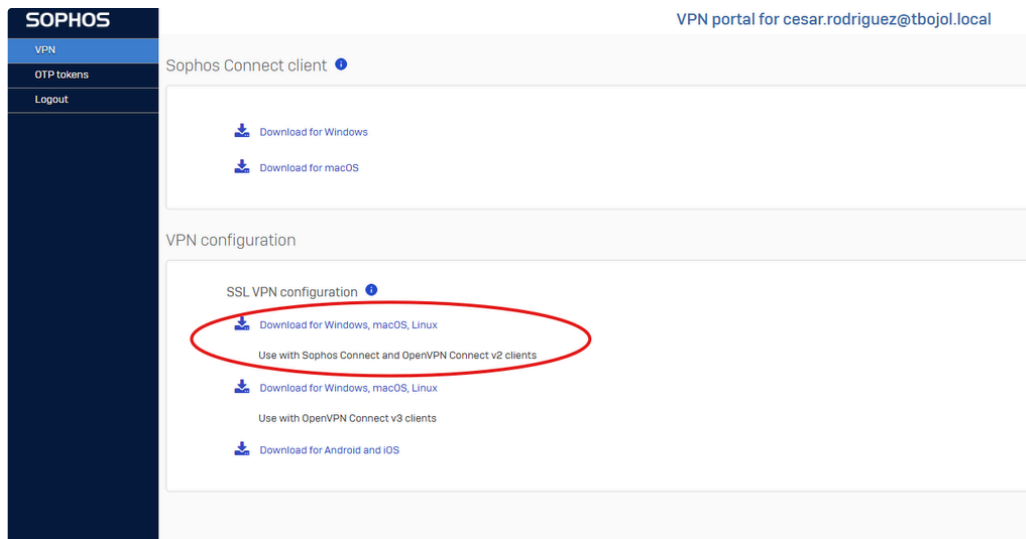 SOPHOS
VPN portal for cesar.rodriguez@tbojol.local
VPN
OTP tokens
Logout
Sophos Connect client
Download for Windows
Download for macOS
VPN configuration
SSL VPN configuration
Download for Windows, macOS, Linux
Use with Sophos Connect and OpenVPN Connect v2 clients
Download for Windows, macOS, Linux
Use with OpenVPN Connect v3 clients
Download for Android and iOS